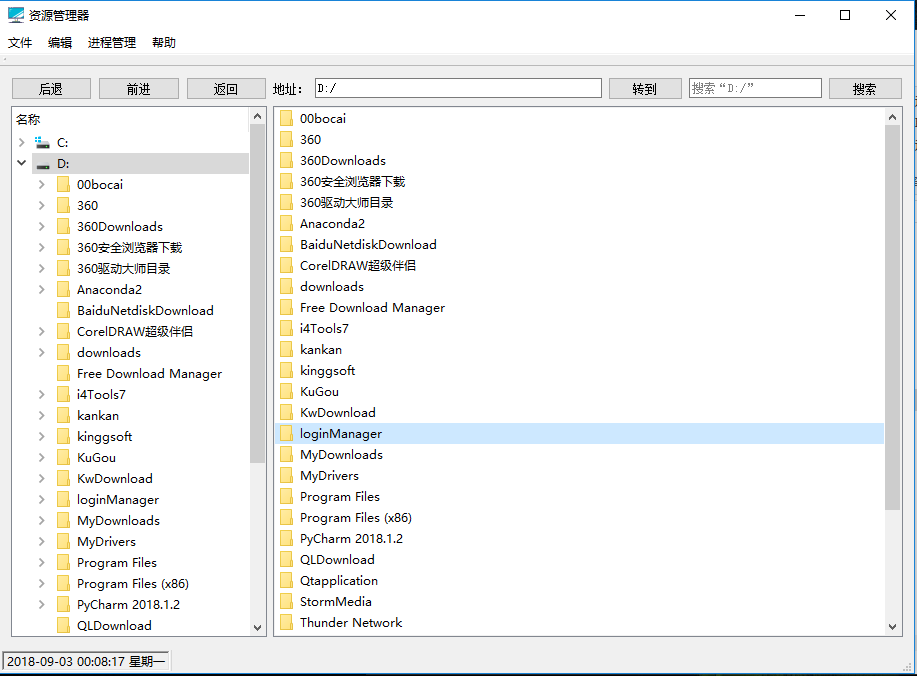 资源管理器
文件 编辑 进程管理 帮助
后退 前进 返回 地址： D:/ 转到 搜索“D:/” 搜索
名称
C:
D:
00bocai
360
360Downloads
360安全浏览器下载
360驱动大师目录
Anaconda2
BaiduNetdiskDownload
CorelDRAW超级伴侣
downloads
Free Download Manager
i4Tools7
kankan
kinggsoft
KuGou
KwDownload
loginManager
MyDownloads
MyDrivers
Program Files
Program Files (x86)
PyCharm 2018.1.2
QLDownload
00bocai
360
360Downloads
360安全浏览器下载
360驱动大师目录
Anaconda2
BaiduNetdiskDownload
CorelDRAW超级伴侣
downloads
Free Download Manager
i4Tools7
kankan
kinggsoft
KuGou
KwDownload
loginManager
MyDownloads
MyDrivers
Program Files
Program Files (x86)
PyCharm 2018.1.2
QLDownload
Qtapplication
StormMedia
Thunder Network
2018-09-03 00:08:17 星期一